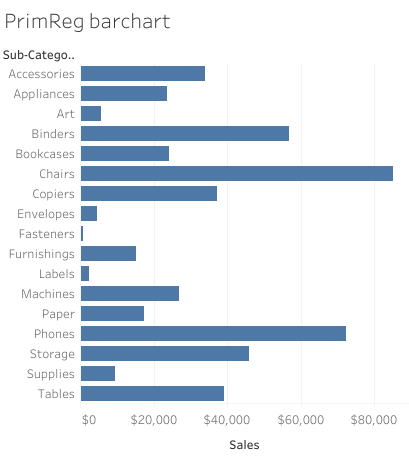 PrimReg barchart
Sub-Catego..
Accessories
Appliances
Art
Binders
Bookcases
Chairs
Copiers
Envelopes
Fasteners
Furnishings
Labels
Machines
Paper
Phones
Storage
Supplies
Tables
$0 $20,000 $40,000 $60,000 $80,000
Sales